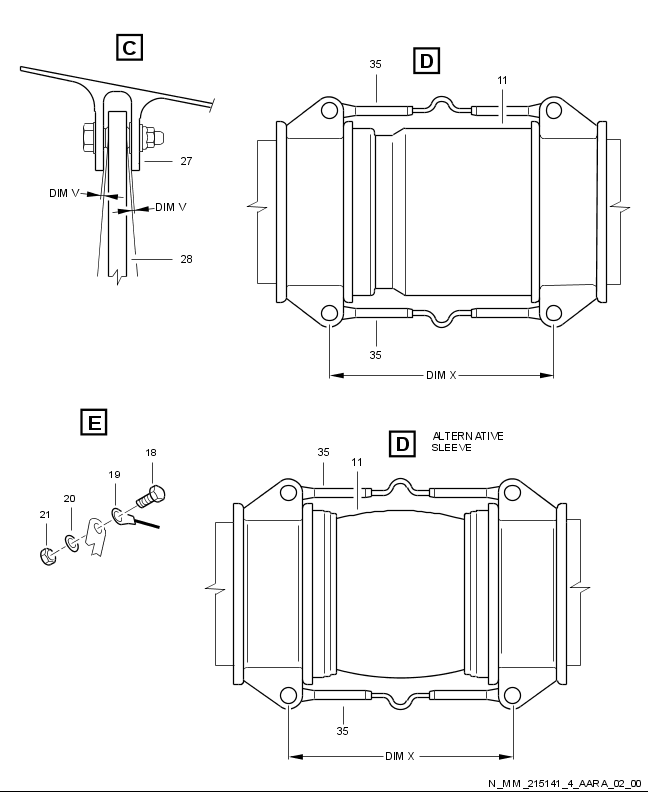 C
27
DIM V
DIM V
28
D
35
11
35
DIM X
E
18
19
20
21
D
ALTERNATIVE
SLEEVE
35
11
35
DIM X
N_MM_215141_4_AARA_02_00